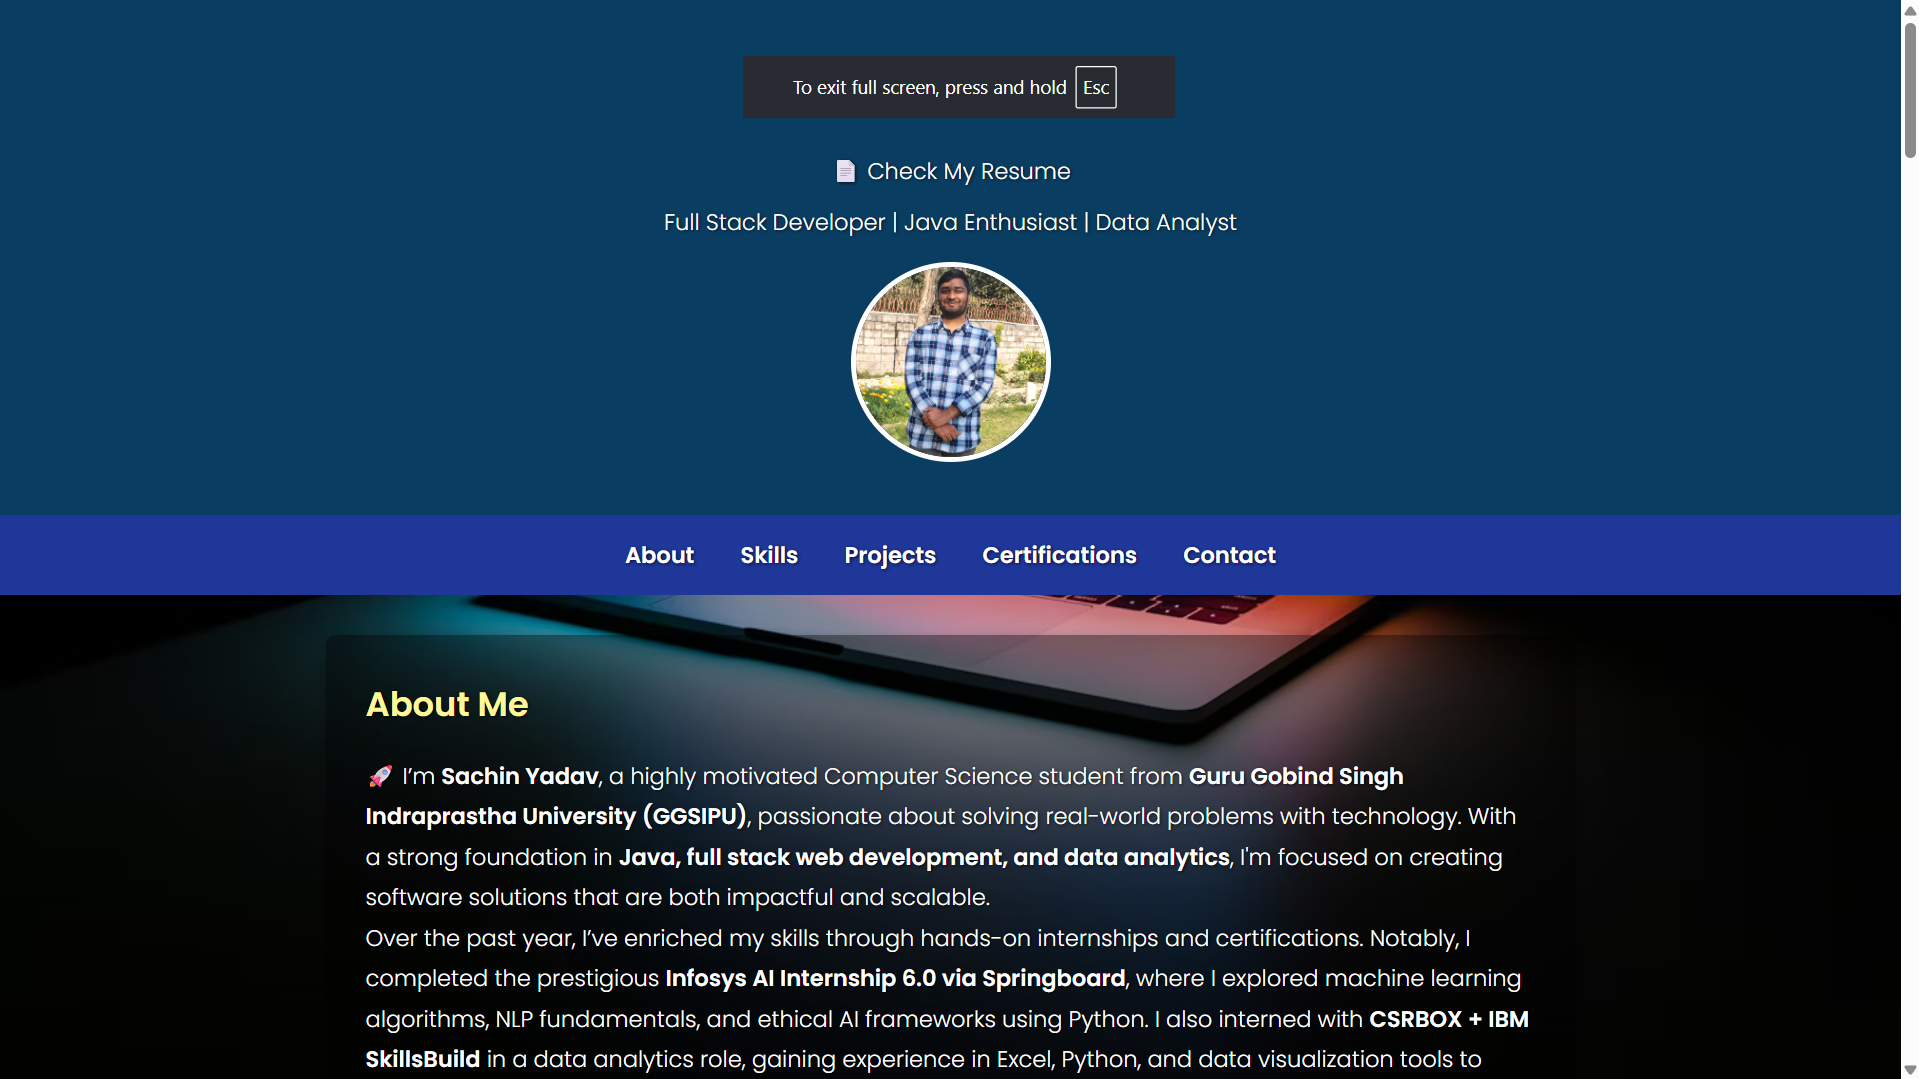 To exit full screen, press and hold Esc
Check My Resume
Full Stack Developer | Java Enthusiast | Data Analyst
About Skills Projects Certifications Contact
About Me
🚀 I’m Sachin Yadav, a highly motivated Computer Science student from Guru Gobind Singh
Indraprastha University (GGSIPU), passionate about solving real-world problems with technology. With
a strong foundation in Java, full stack web development, and data analytics, I'm focused on creating
software solutions that are both impactful and scalable.
Over the past year, I’ve enriched my skills through hands-on internships and certifications. Notably, I
completed the prestigious Infosys AI Internship 6.0 via Springboard, where I explored machine learning
algorithms, NLP fundamentals, and ethical AI frameworks using Python. I also interned with CSRBOX + IBM
SkillsBuild in a data analytics role, gaining experience in Excel, Python, and data visualization tools to